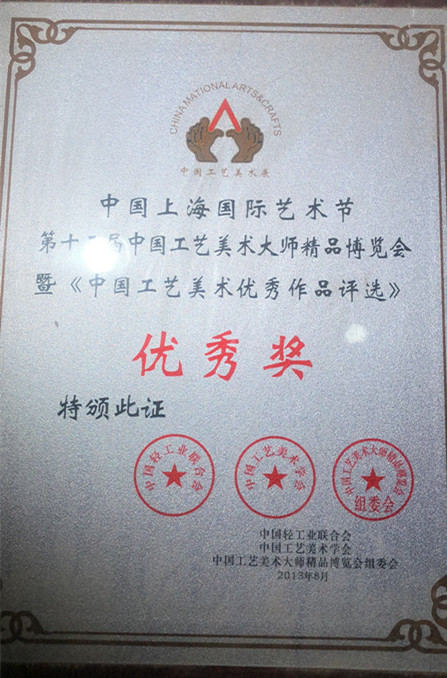 CHINA NATIONAL ARTS&CRAFTS
中国工艺美术展
中国上海国际艺术节
第十 届中国工艺美术大师精品博览会
暨《中国工艺美术优秀作品评选》
优秀奖
特颁此证
中国轻工业联合会
中国工艺美术学会
中国工艺美术大师精品博览会
组委会
中国轻工业联合会
中国工艺美术学会
中国工艺美术大师精品博览会组委会
2013年8月